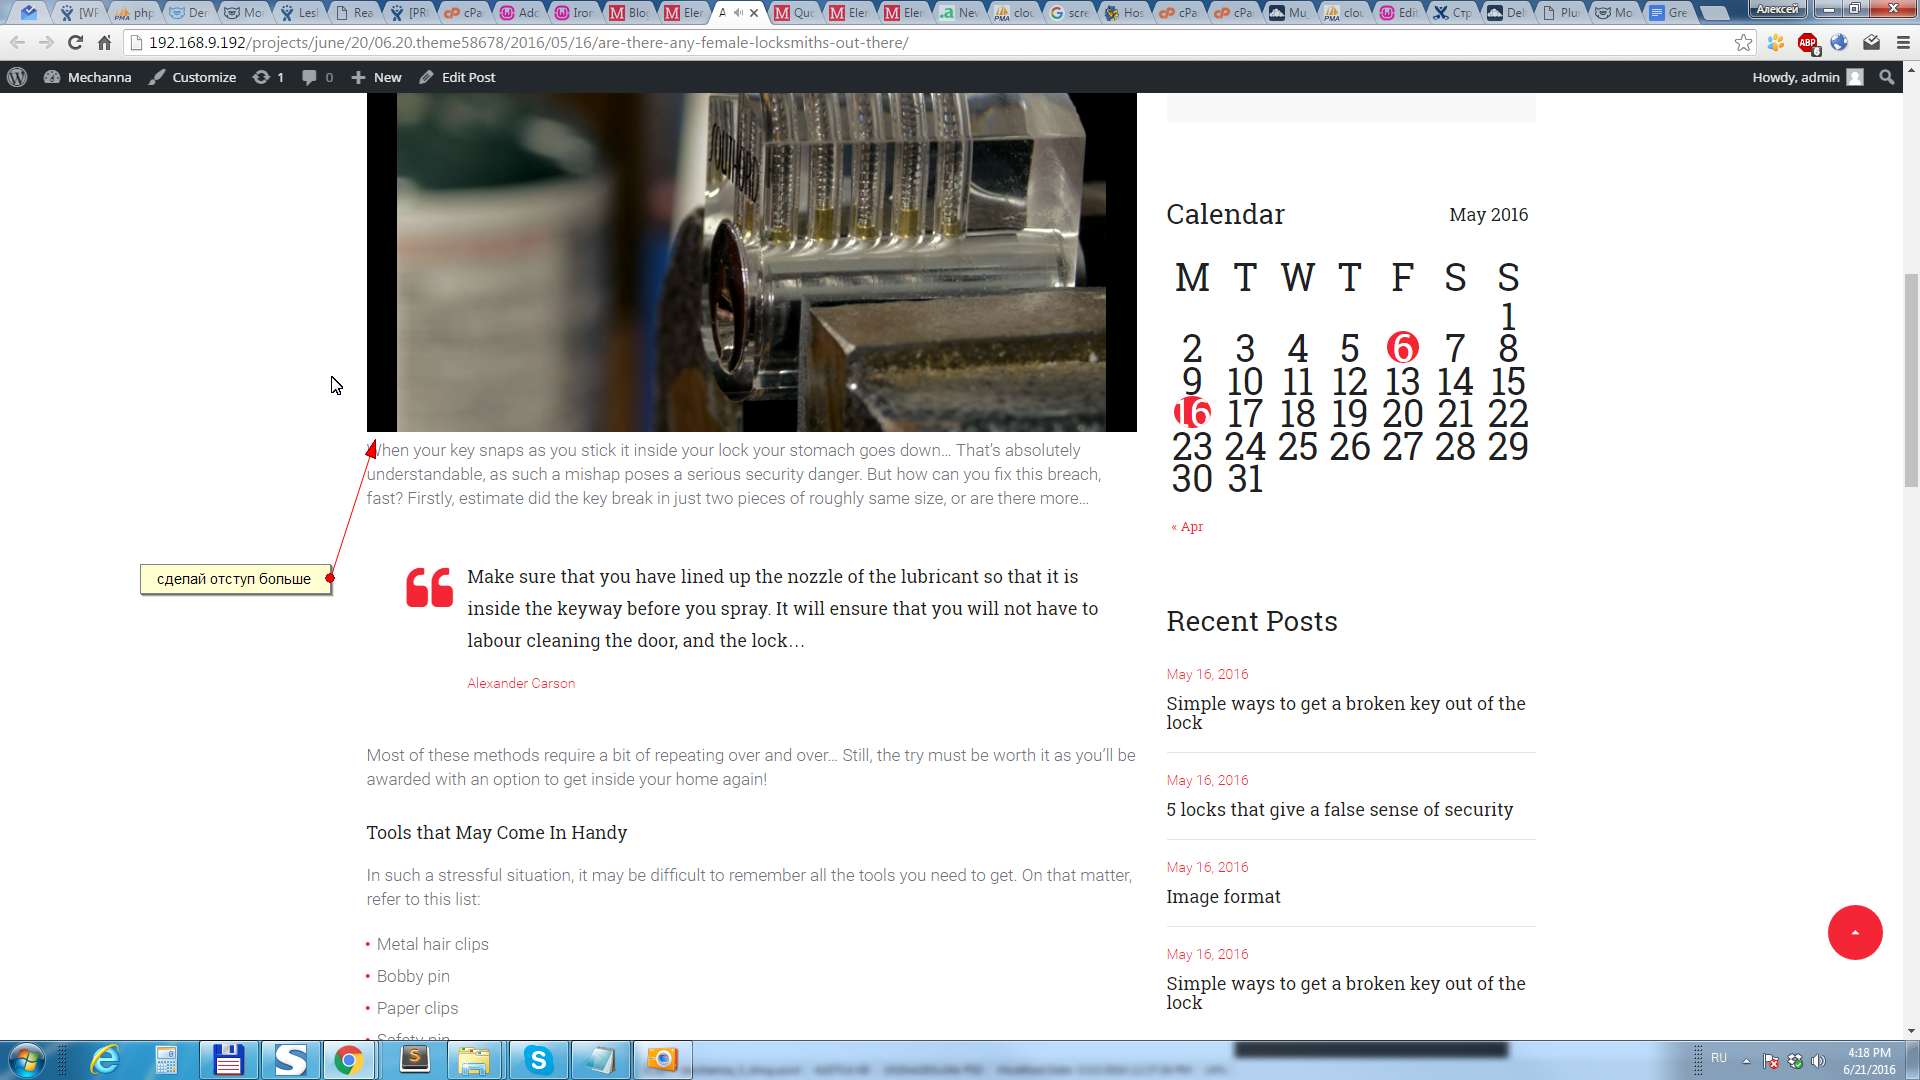 [WF
php
Der
Mo
Lesl
Rea
[PR
cPa
Adc
Iron
Blo
Eler
A
Quo
Eler
Eler
Nev
clou
scre
Hos
cPa
cPa
Mu_
clou
Edit
Стр
Del
Plu
Mo
Gre
Алексей
192.168.9.192/projects/june/20/06.20.theme58678/2016/05/16/are-there-any-female-locksmiths-out-there/
ABP
6
Mechanna Customize 1 0 New Edit Post Howdy, admin
Calendar May 2016
M T W T F S S
1
2 3 4 5 6 7 8
9 10 11 12 13 14 15
16 17 18 19 20 21 22
23 24 25 26 27 28 29
30 31
« Apr
When your key snaps as you stick it inside your lock your stomach goes down… That's absolutely
understandable, as such a mishap poses a serious security danger. But how can you fix this breach,
fast? Firstly, estimate did the key break in just two pieces of roughly same size, or are there more…
сделай отступ больше
Make sure that you have lined up the nozzle of the lubricant so that it is
inside the keyway before you spray. It will ensure that you will not have to
labour cleaning the door, and the lock…
Alexander Carson
Most of these methods require a bit of repeating over and over… Still, the try must be worth it as you'll be
awarded with an option to get inside your home again!
Tools that May Come In Handy
In such a stressful situation, it may be difficult to remember all the tools you need to get. On that matter,
refer to this list:
• Metal hair clips
• Bobby pin
• Paper clips
• Safety pin
Recent Posts
May 16, 2016
Simple ways to get a broken key out of the
lock
May 16, 2016
5 locks that give a false sense of security
May 16, 2016
Image format
May 16, 2016
Simple ways to get a broken key out of the
lock
RU
4:18 PM
6/21/2016